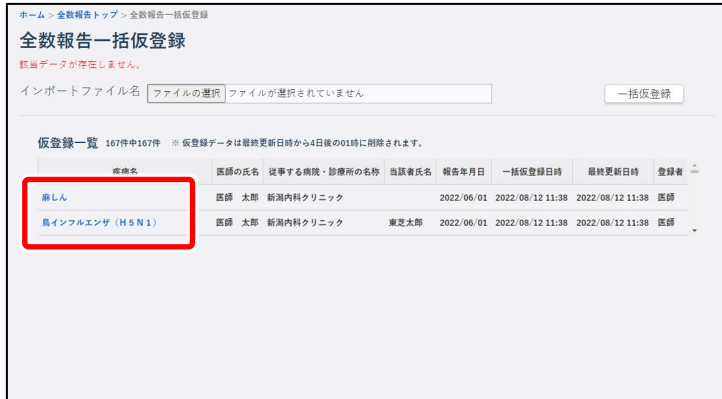 ホーム > 全数報告トップ > 全数報告一括仮登録
全数報告一括仮登録
該当データが存在しません。
インポートファイル名 ファイルの選択 ファイルが選択されていません 一括仮登録
仮登録一覧 167件中167件 ※ 仮登録データは最終更新日時から4日後の01時に削除されます。
疾病名 医師の氏名 従事する病院・診療所の名称 当該者氏名 報告年月日 一括仮登録日時 最終更新日時 登録者
麻しん 医師 太郎 新潟内科クリニック 2022/06/01 2022/08/12 11:38 2022/08/12 11:38 医師
鳥インフルエンザ（H5N1） 医師 太郎 新潟内科クリニック 東芝太郎 2022/06/01 2022/08/12 11:38 2022/08/12 11:38 医師